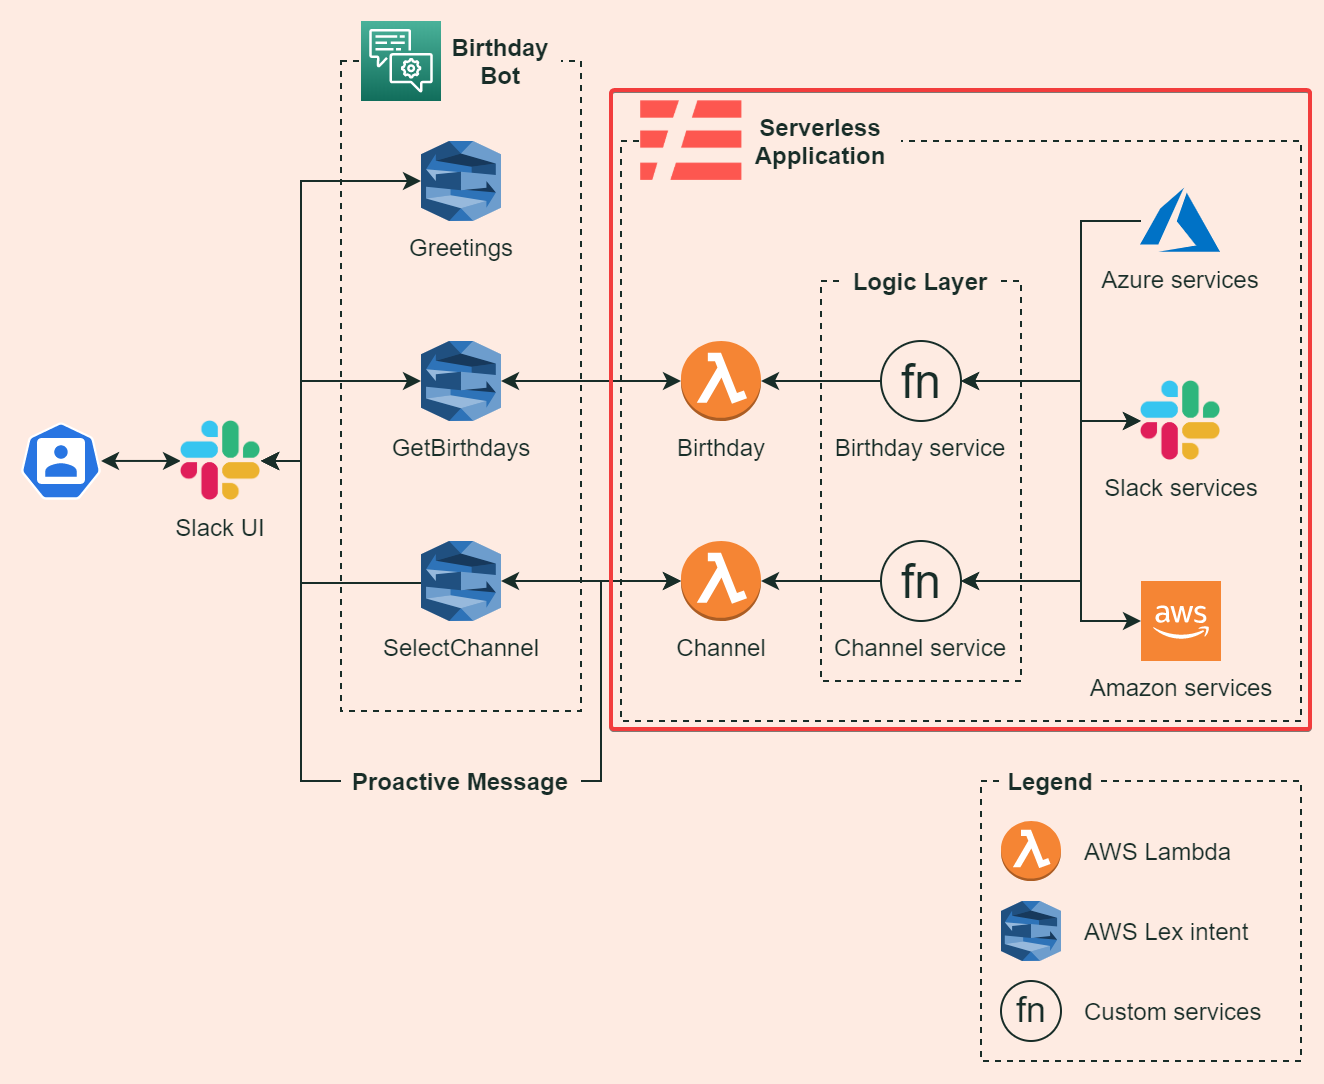 Birthday
Bot
Serverless
Application
Greetings
Logic Layer
Azure services
GetBirthdays
Birthday
fn
Birthday service
Slack services
Slack UI
SelectChannel
Channel
fn
Channel service
aws
Amazon services
Proactive Message
Legend
AWS Lambda
AWS Lex intent
fn
Custom services